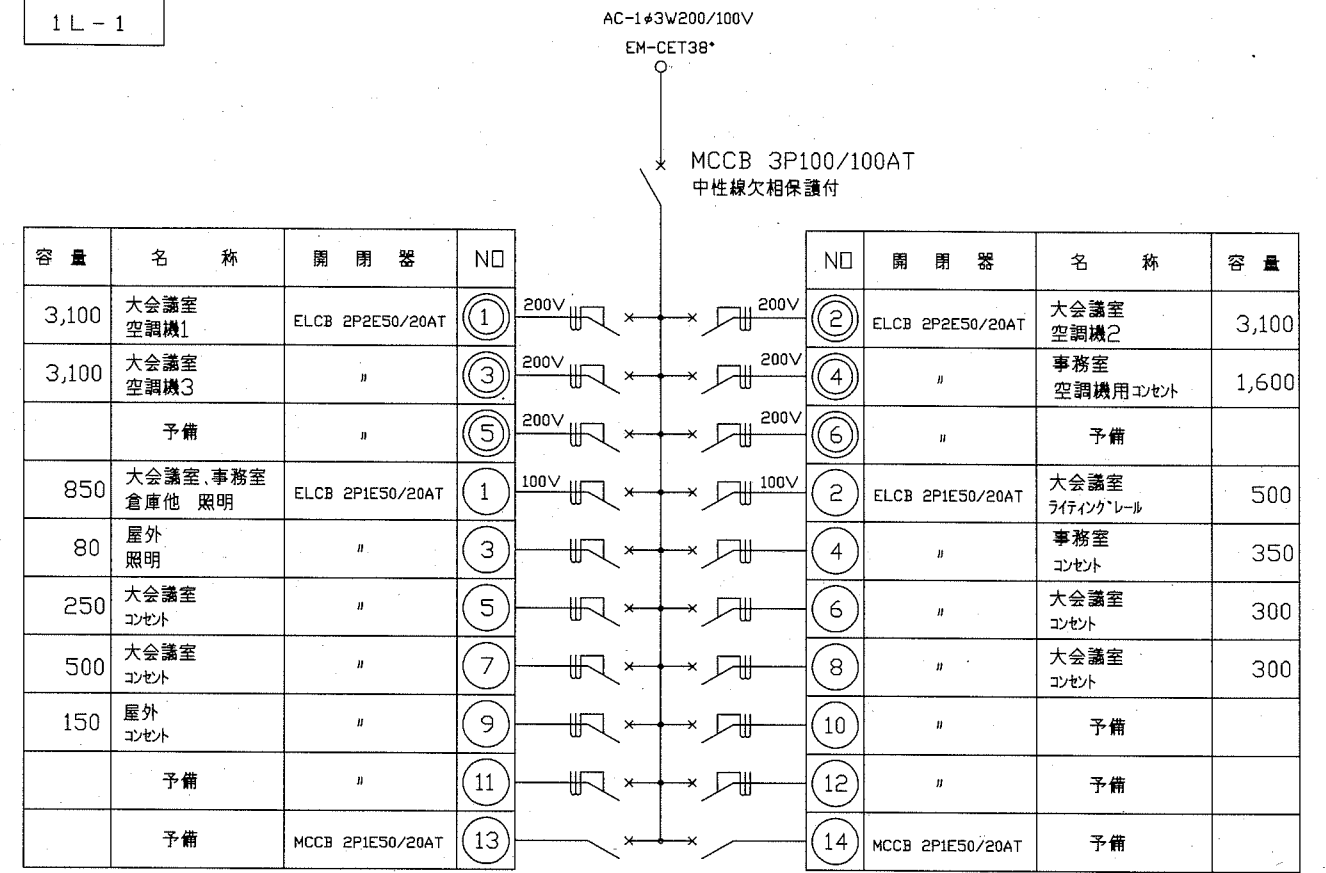 1L-1
AC-1φ3W200/100V
EM-CET38°
MCCB 3P100/100AT
中性線欠相保護付
容量 名称 開閉器 NO
NO 開閉器 名称 容量
3,100 大会議室 ELCB 2P2E50/20AT 1 200V
空調機1
200V 2 ELCB 2P2E50/20AT 大会議室 3,100
空調機2
3,100 大会議室 〃 3 200V
空調機3
200V 4 〃 事務室 1,600
空調機用コンセント
予備 〃 5 200V
200V 6 〃 予備
850 大会議室、事務室 ELCB 2P1E50/20AT 1 100V
倉庫他 照明
100V 2 ELCB 2P1E50/20AT 大会議室 500
ライティング゛レール
80 屋外 〃 3
照明
4 〃 事務室 350
コンセント
250 大会議室 〃 5
コンセント
6 〃 大会議室 300
コンセント
500 大会議室 〃 7
コンセント
8 〃 大会議室 300
コンセント
150 屋外 〃 9
コンセント
10 〃 予備
予備 〃 11
12 〃 予備
予備 MCCB 2P1E50/20AT 13
14 MCCB 2P1E50/20AT 予備